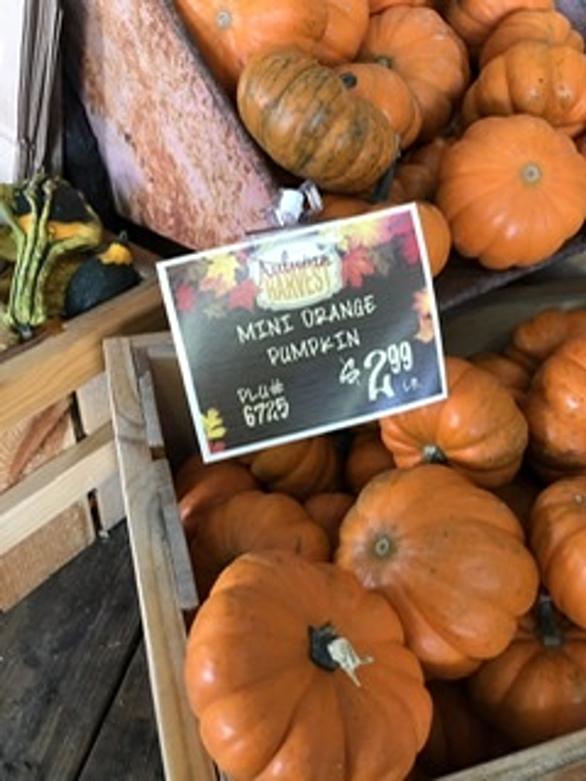 Autumn
HARVEST
MINI ORANGE
PUMPKIN
PLU#
6725
$2.99
LB.